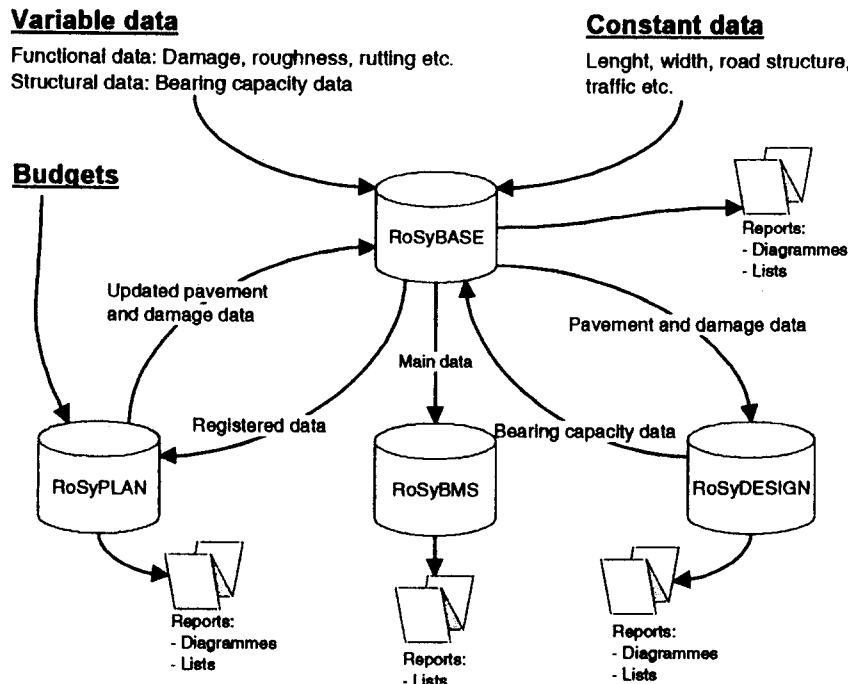 Variable data
Functional data: Damage, roughness, rutting etc.
Structural data: Bearing capacity data
Constant data
Lenght, width, road structure,
traffic etc.
Budgets
RoSyBASE
Reports:
- Diagrammes
- Lists
Updated pavement
and damage data
Pavement and damage data
Main data
Registered data
Bearing capacity data
RoSyPLAN
RoSyBMS
RoSyDESIGN
Reports:
- Diagrammes
- Lists
Reports:
- Lists
Reports:
- Diagrammes
- Lists